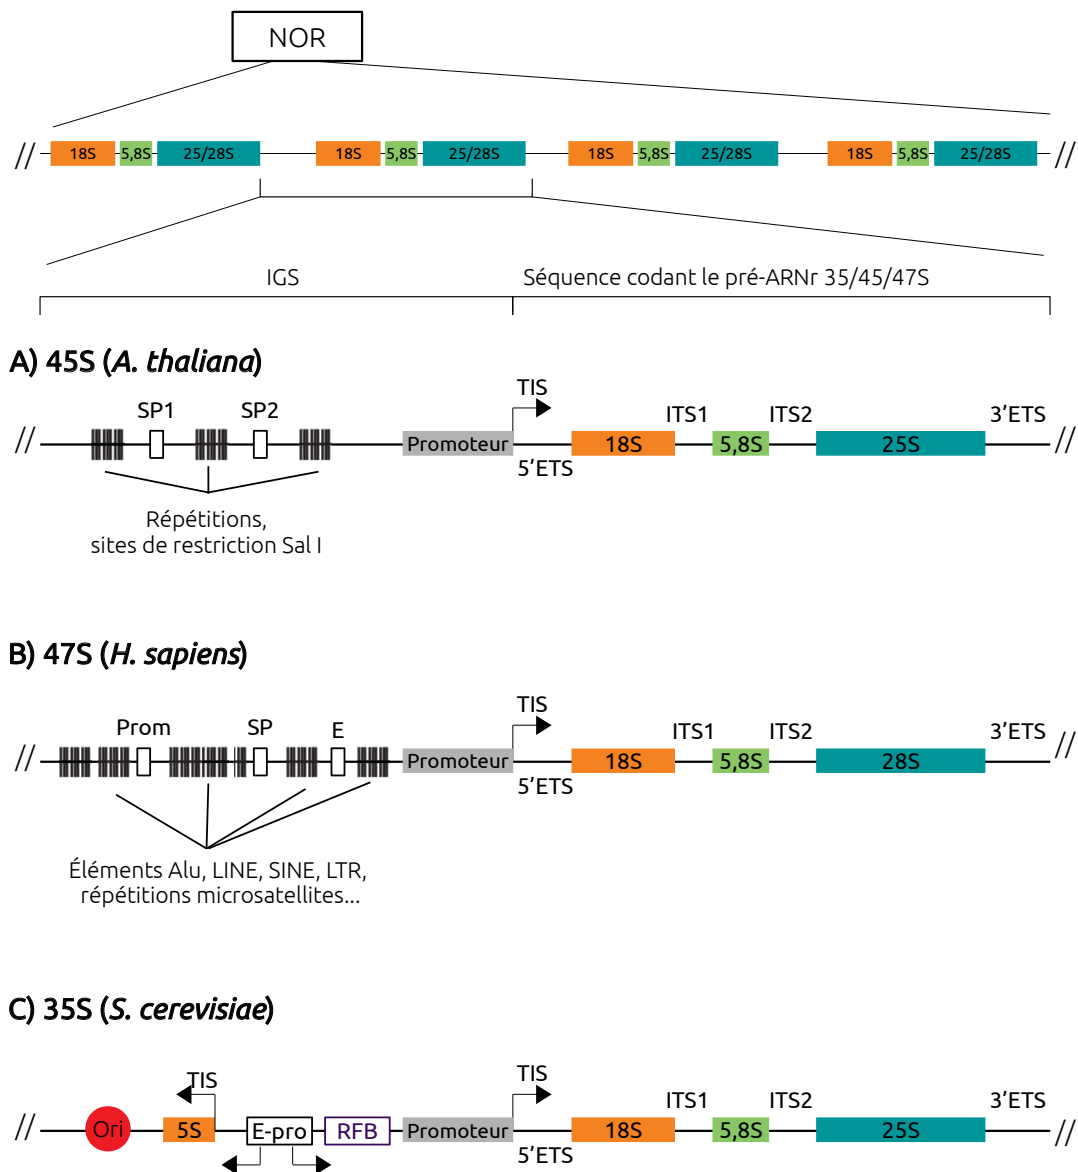 NOR
// 18S 5,8S 25/28S 18S 5,8S 25/28S 18S 5,8S 25/28S 18S 5,8S 25/28S //
IGS Séquence codant le pré-ARNr 35/45/47S
A) 45S (A. thaliana)
TIS
SP1 SP2 ITS1 ITS2 3’ETS
// Promoteur 18S 5,8S 25S //
5’ETS
Répétitions,
sites de restriction Sal I
B) 47S (H. sapiens)
TIS
Prom SP E ITS1 ITS2 3’ETS
// Promoteur 18S 5,8S 28S //
5’ETS
Éléments Alu, LINE, SINE, LTR,
répétitions microsatellites...
C) 35S (S. cerevisiae)
TIS TIS
ITS1 ITS2 3’ETS
// Ori 5S E-pro RFB Promoteur 18S 5,8S 25S //
5’ETS